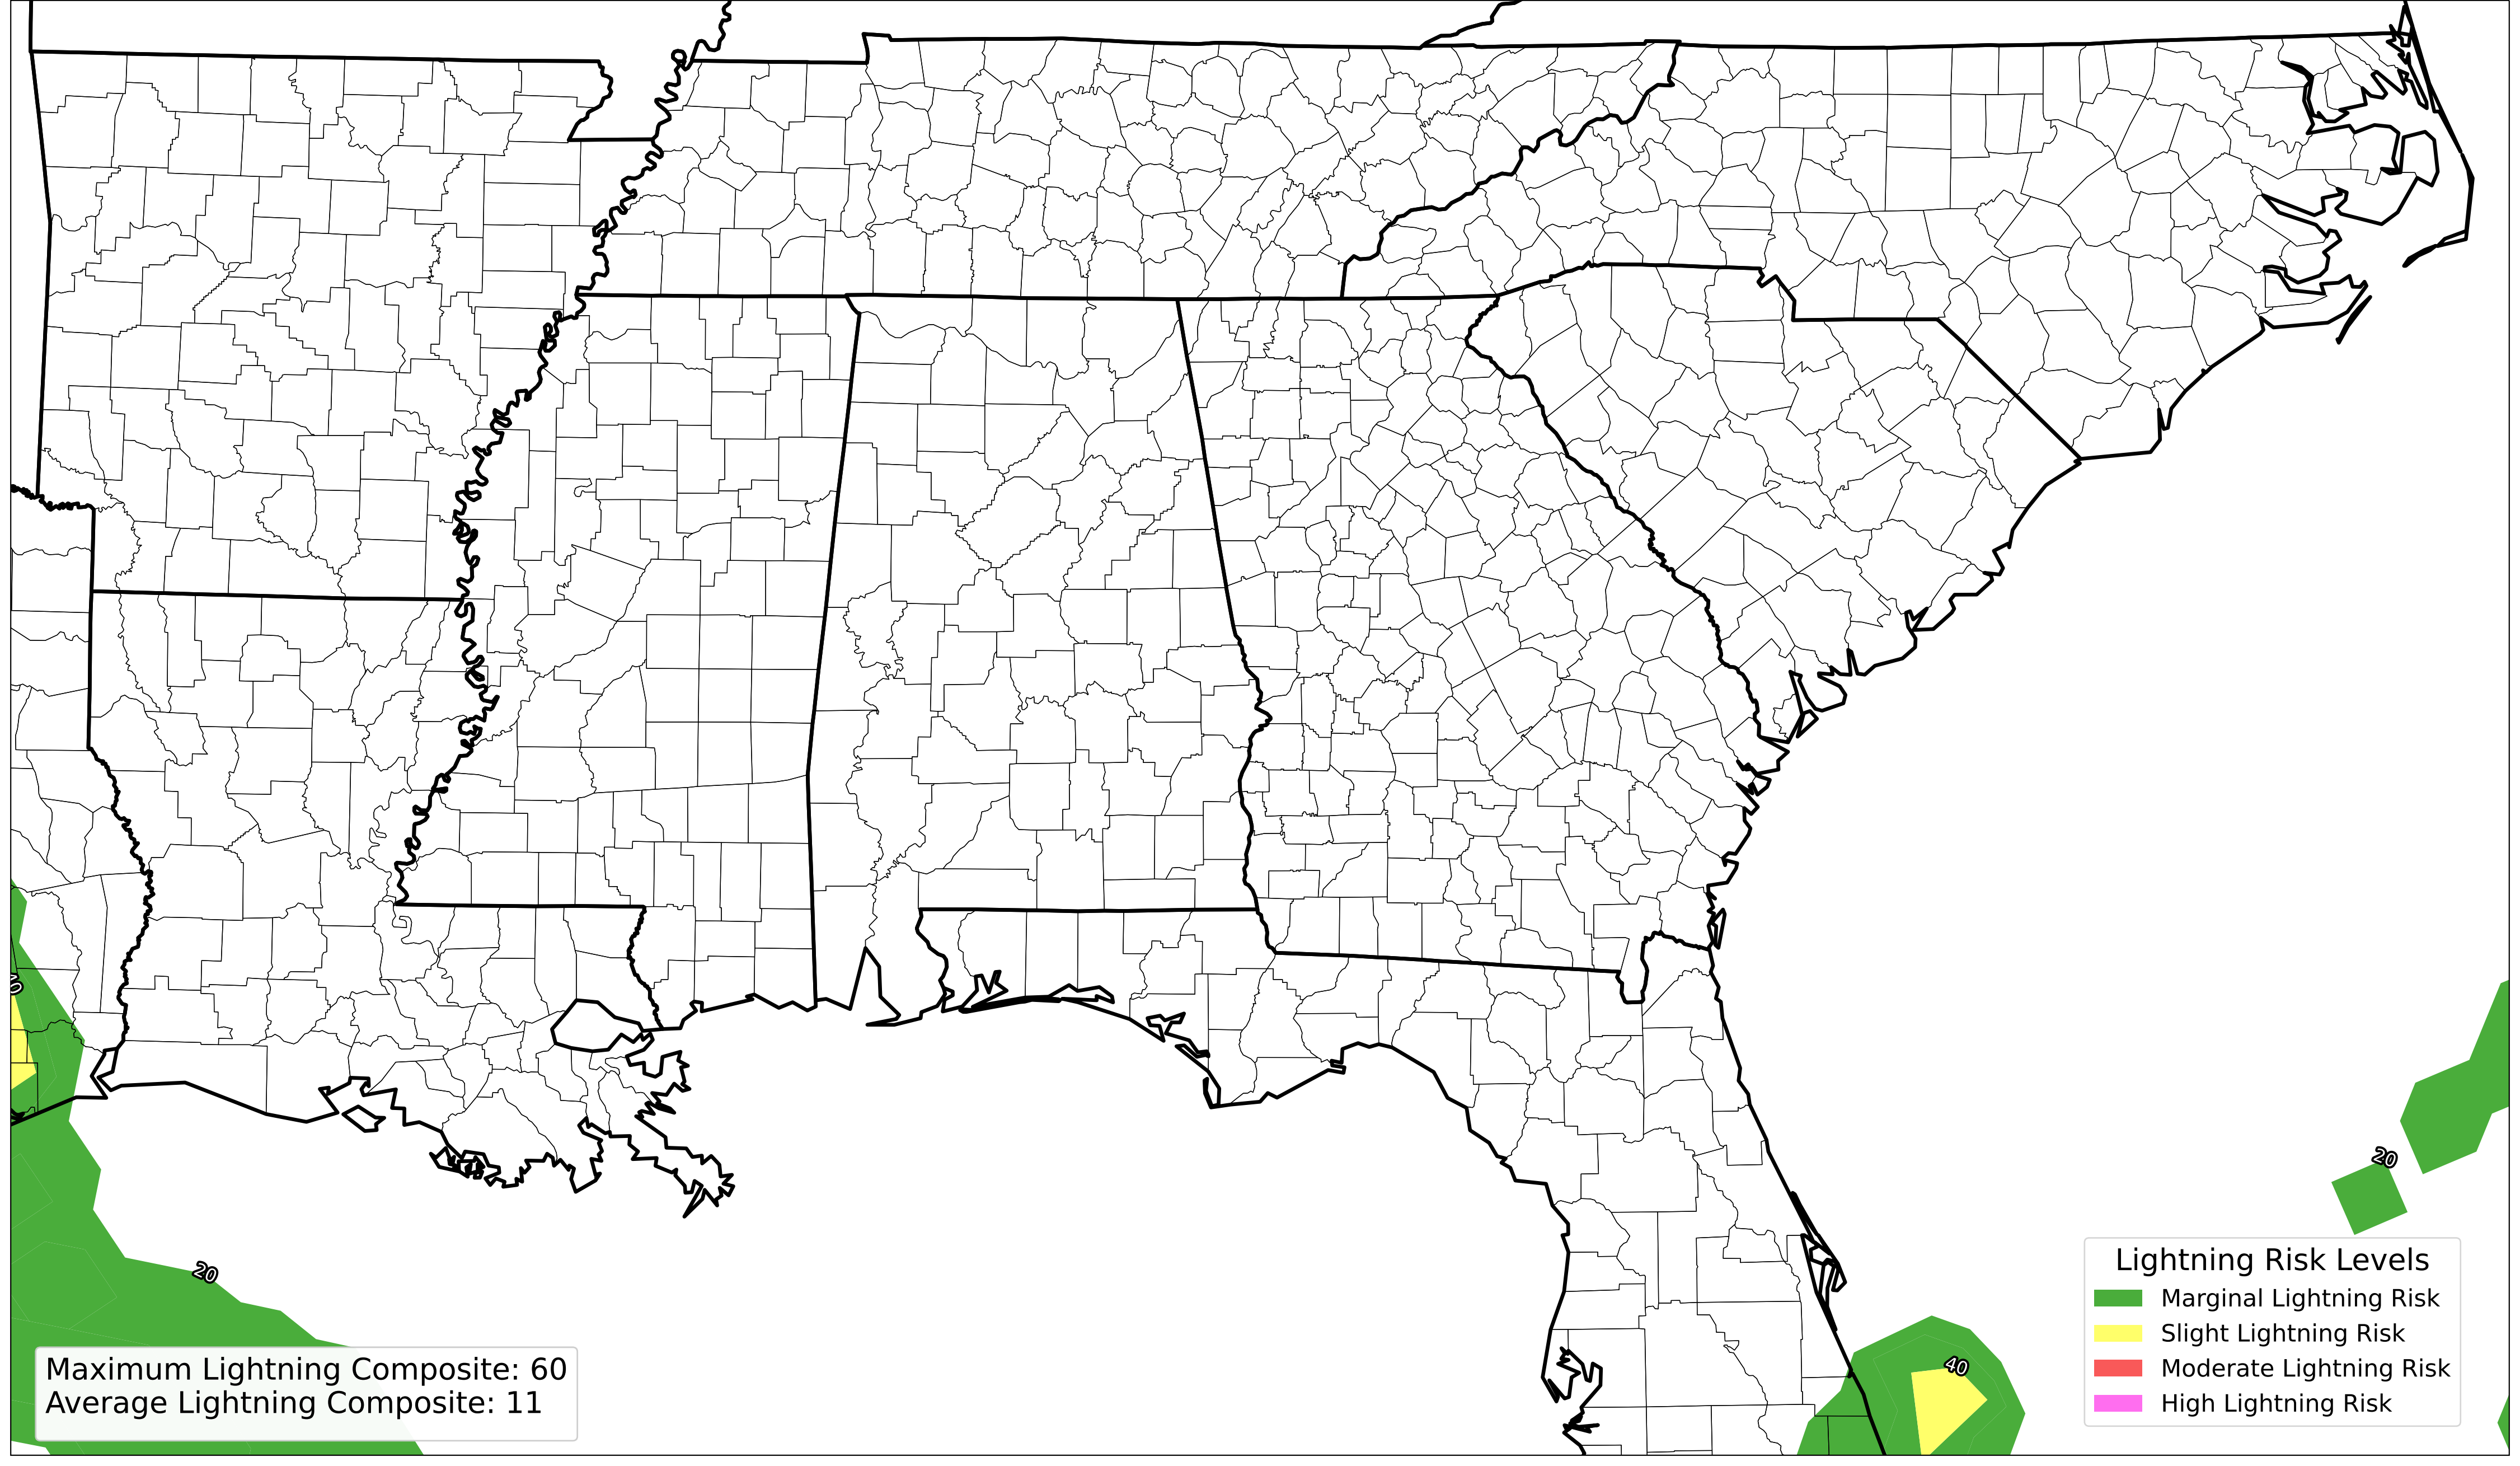 20
20
Maximum Lightning Composite: 60
Average Lightning Composite: 11
40
Lightning Risk Levels
Marginal Lightning Risk
Slight Lightning Risk
Moderate Lightning Risk
High Lightning Risk